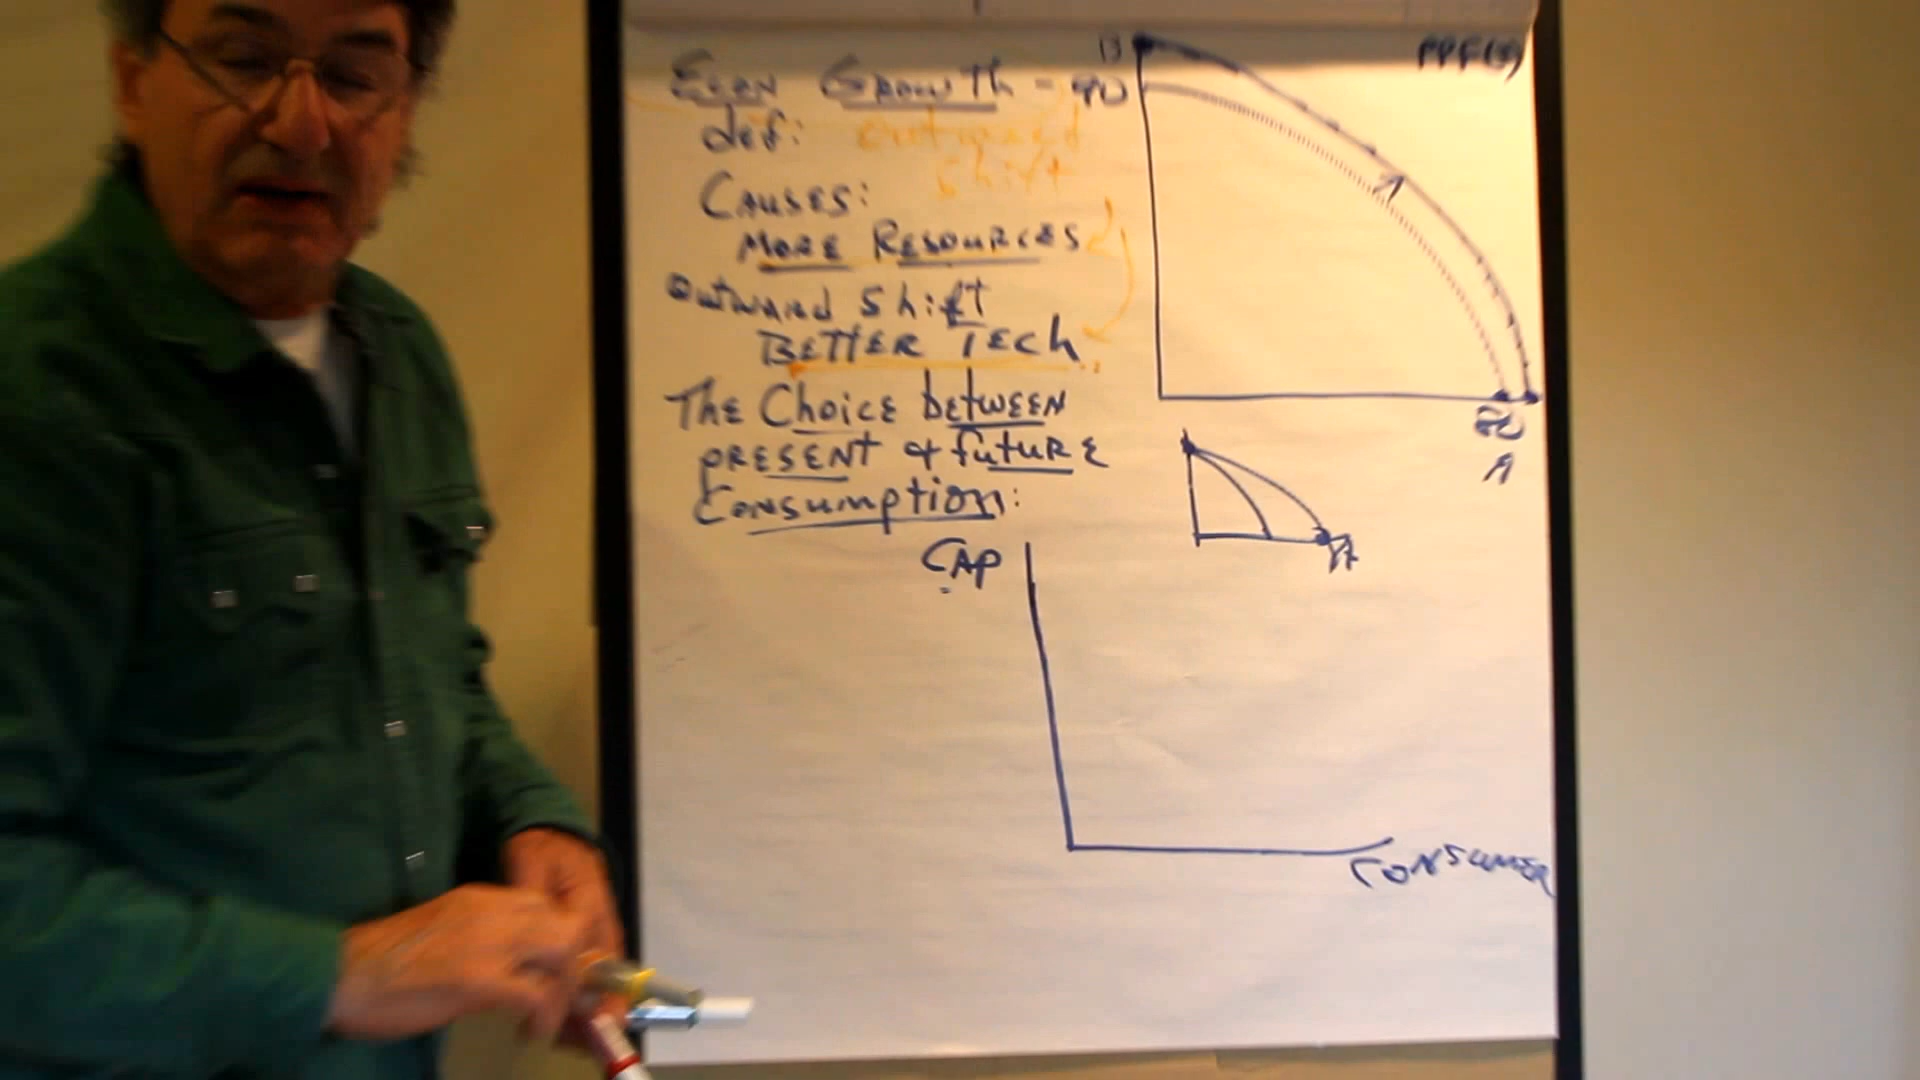 Econ Growth - 90
def: outward
shift
Causes:
More Resources
Outward Shift
Better Tech
The Choice between
present & future
Consumption:
Cap
Consumer
B
PPF(s)
A
A